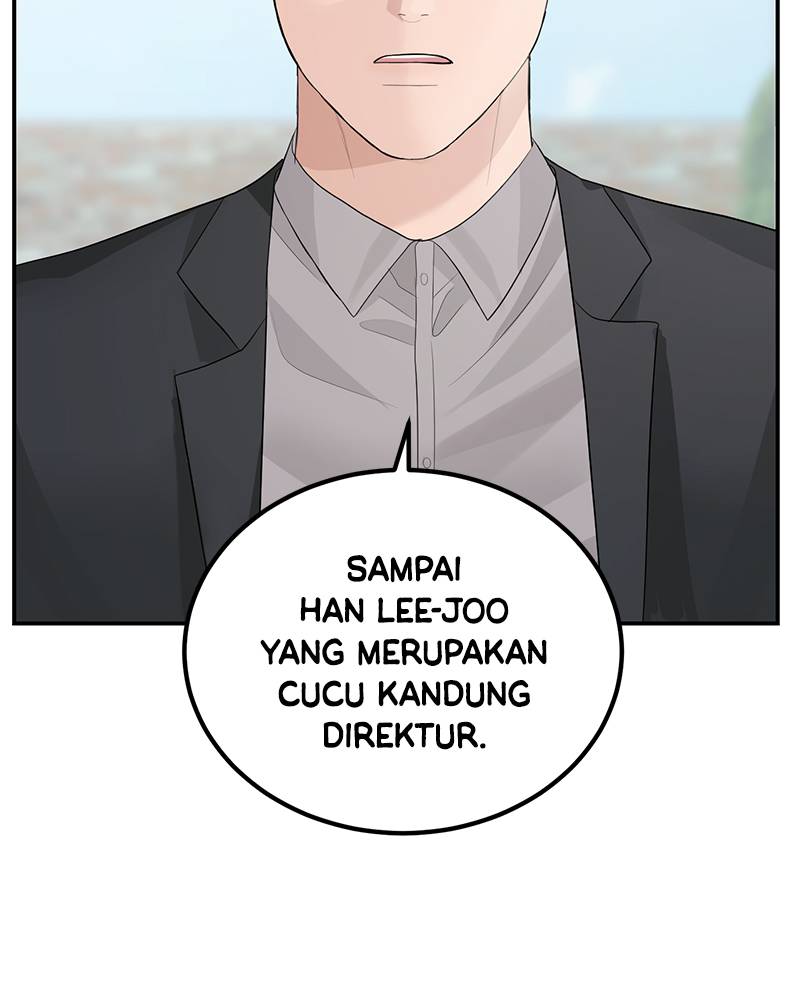 SAMPAI
HAN LEE-JOO
YANG MERUPAKAN
CUCU KANDUNG
DIREKTUR.